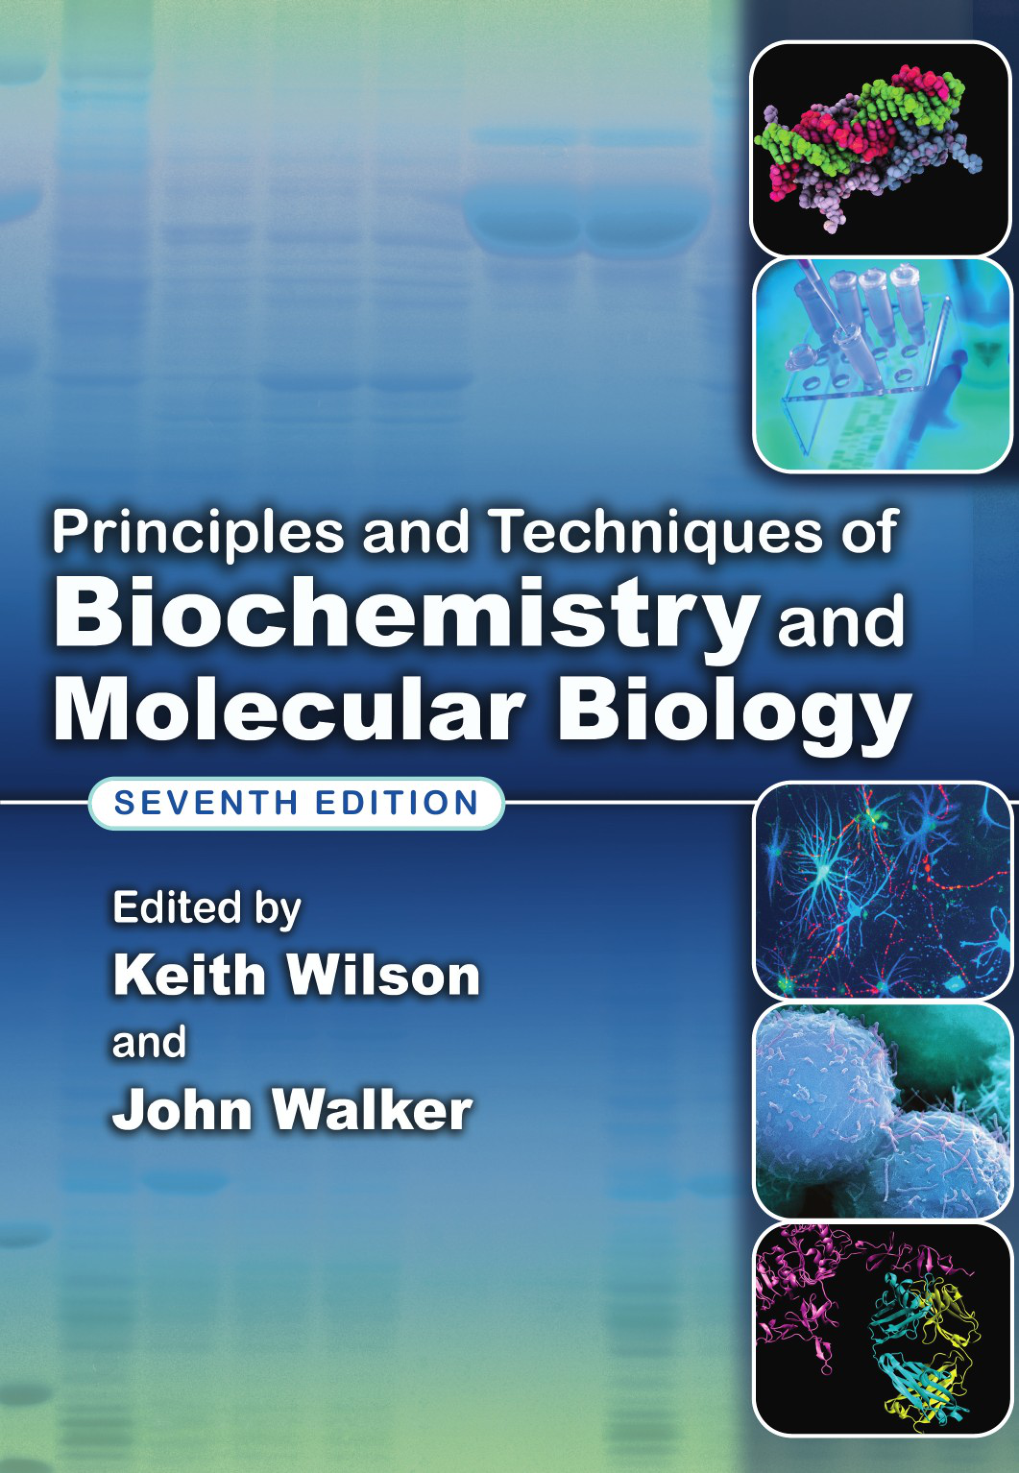 Principles and Techniques of
Biochemistry and
Molecular Biology
SEVENTH EDITION
Edited by
Keith Wilson
and
John Walker